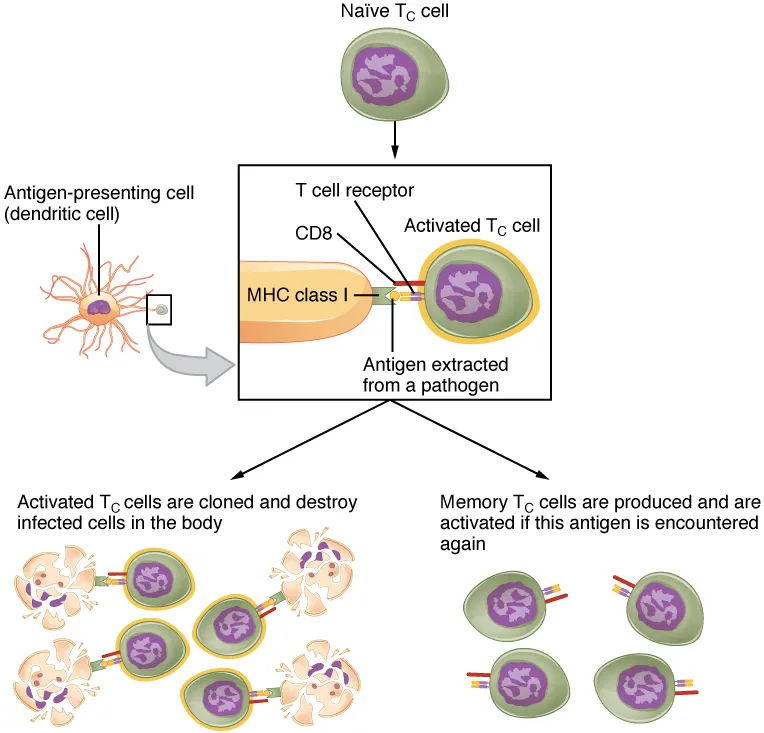 Naïve TC cell
Antigen-presenting cell
(dendritic cell)
T cell receptor
CD8
Activated TC cell
MHC class I
Antigen extracted
from a pathogen
Activated TC cells are cloned and destroy
infected cells in the body
Memory TC cells are produced and are
activated if this antigen is encountered
again